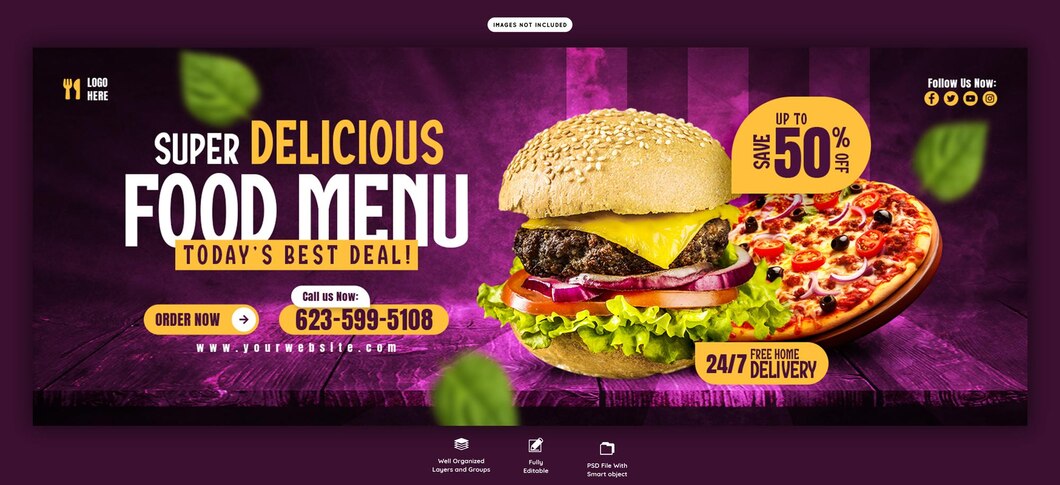 IMAGES NOT INCLUDED
LOGO
HERE
Follow Us Now:
SUPER DELICIOUS
FOOD MENU
TODAY'S BEST DEAL!
UP TO
SAVE 50% OFF
Call us Now:
ORDER NOW
623-599-5108
www.yourwebsite.com
24/7 FREE HOME
DELIVERY
Well Organized
Layers and Groups
Fully
Editable
PSD File With
Smart object